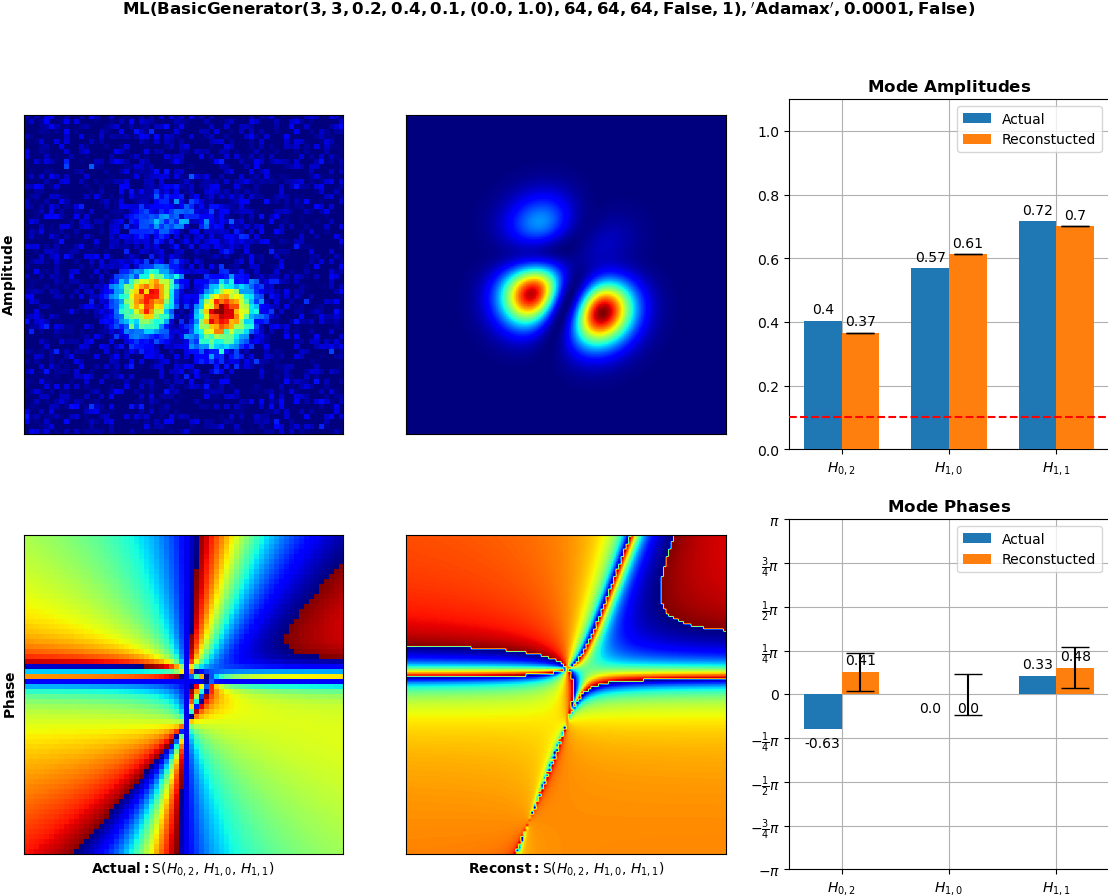 ML(BasicGenerator(3, 3, 0.2, 0.4, 0.1, (0.0, 1.0), 64, 64, 64, False, 1), ′Adamax′, 0.0001, False)
Mode Amplitudes
Actual
Reconstucted
Amplitude
1.0
0.8
0.6
0.4
0.2
0.0
0.4
0.37
0.57
0.61
0.72
0.7
H0, 2
H1, 0
H1, 1
Mode Phases
Actual
Reconstucted
Phase
π
3/4π
1/2π
1/4π
0
−1/4π
−1/2π
−3/4π
−π
-0.63
0.41
0.0
0.0
0.33
0.48
H0, 2
H1, 0
H1, 1
Actual: S(H0, 2, H1, 0, H1, 1)
Reconst: S(H0, 2, H1, 0, H1, 1)